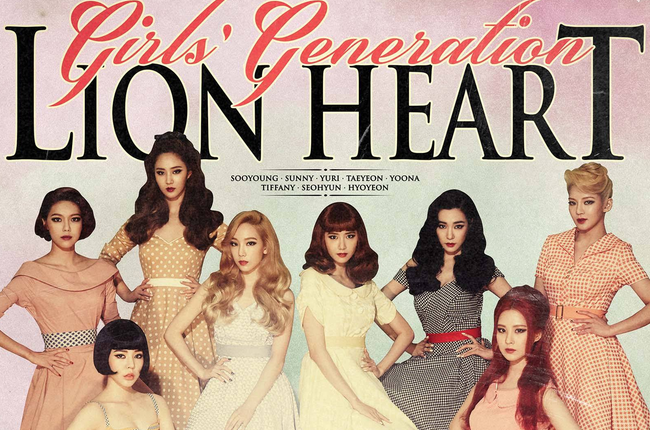 Girls' Generation
LION HEART
SOOYOUNG · SUNNY · YURI · TAEYEON · YOONA
TIFFANY · SEOHYUN · HYOYEON